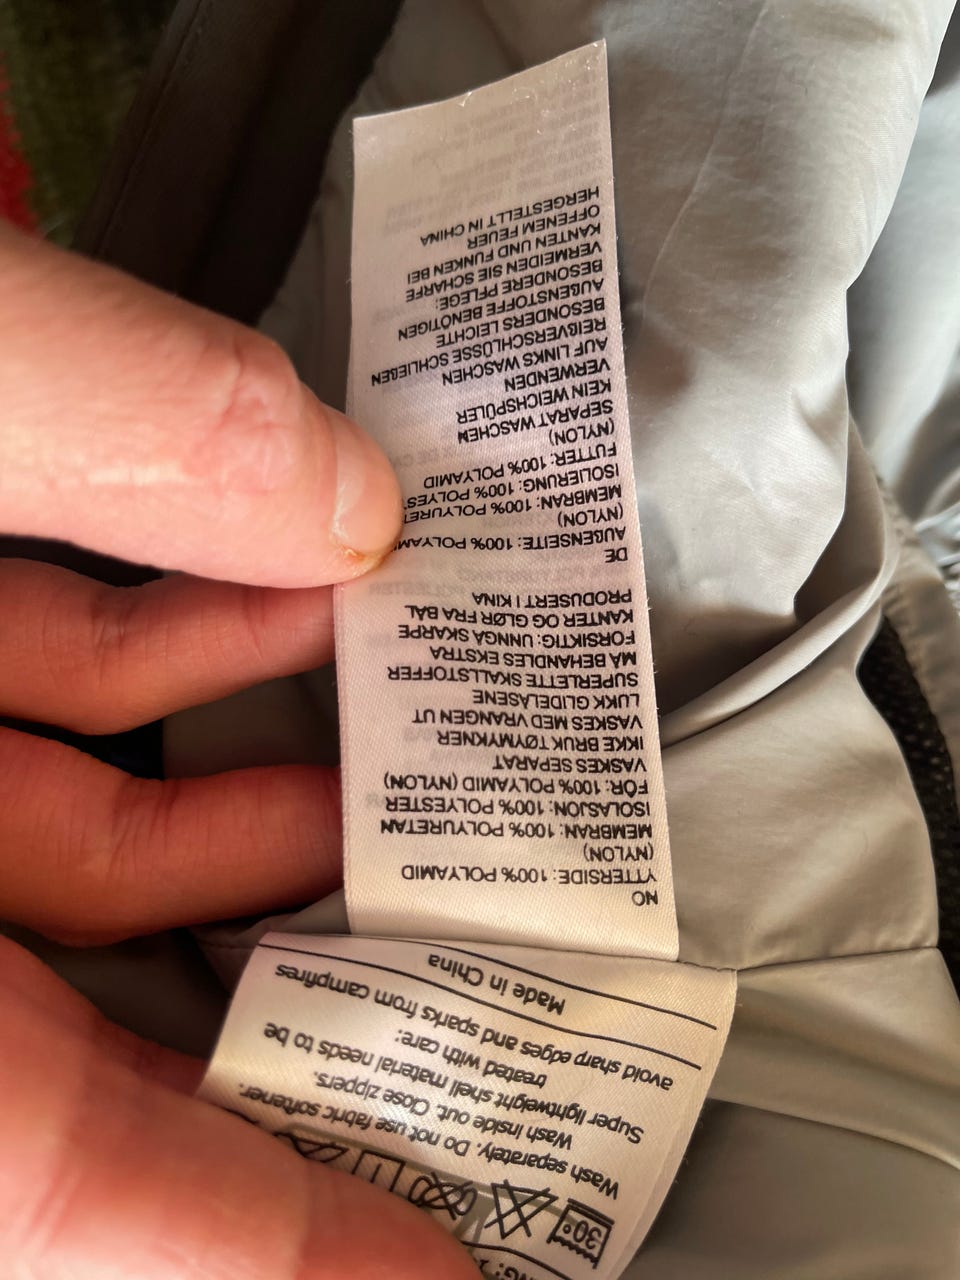 NO
YTTERSIDE: 100% POLYAMID
(NYLON)
MEMBRAN: 100% POLYURETAN
ISOLASJON: 100% POLYESTER
FÔR: 100% POLYAMID (NYLON)
VASKES SEPARAT
IKKE BRUK TØYMYKNER
VASKES MED VRANGEN UT
LUKK GLIDELÅSENE
SUPERLETTE SKALLSTOFFER
MÅ BEHANDLES EKSTRA
FORSIKTIG: UNNGÅ SKARPE
KANTER OG GLØR FRA BÅL
PRODUSERT I KINA
DE
AUßENSEITE: 100% POLYAM
(NYLON)
MEMBRAN: 100% POLYURET
ISOLIERUNG: 100% POLYES
FUTTER: 100% POLYAMID
(NYLON)
SEPARAT WASCHEN
KEIN WEICHSPÜLER
VERWENDEN
AUF LINKS WASCHEN
REIßVERSCHLÜSSE SCHLIEßEN
BESONDERS LEICHTE
AUßENSTOFFE BENÖTIGEN
BESONDERE PFLEGE:
VERMEIDEN SIE SCHARFE
KANTEN UND FUNKEN BEI
OFFENEM FEUER
HERGESTELLT IN CHINA
30°
Wash separately. Do not use fabric softener.
Wash inside out. Close zippers.
Super lightweight shell material needs to be
treated with care:
avoid sharp edges and sparks from campfires
Made in China